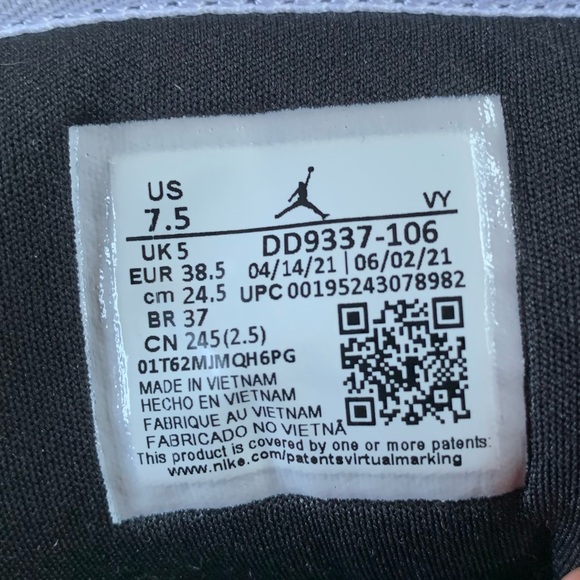 US
7.5 VY
UK 5 DD9337-106
EUR 38.5 04/14/21 | 06/02/21
cm 24.5 UPC 00195243078982
BR 37
CN 245(2.5)
01T62MJMQH6PG
MADE IN VIETNAM
HECHO EN VIETNAM
FABRIQUE AU VIETNAM
FABRICADO NO VIETNÃ
This product is covered by one or more patents:
www.nike.com/patentsvirtualmarking